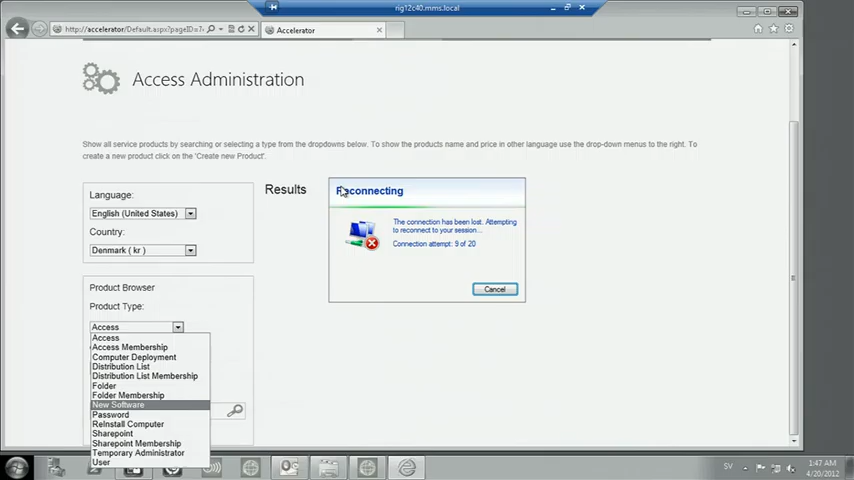 rig12c40.mms.local
http://accelerator/Default.aspx?pageID=7
Accelerator
Access Administration
Show all service products by searching or selecting a type from the dropdowns below. To show the products name and price in other language use the drop-down menus to the right. To
create a new product click on the 'Create new Product'.
Language:
English (United States)
Country:
Denmark ( kr )
Results
Reconnecting
The connection has been lost. Attempting
to reconnect to your session...
Connection attempt: 9 of 20
Cancel
Product Browser
Product Type:
Access
Access
Access Membership
Computer Deployment
Distribution List
Distribution List Membership
Folder
Folder Membership
New Software
Password
ReInstall Computer
Sharepoint
Sharepoint Membership
Temporary Administrator
User
SV
1:47 AM
4/20/2012